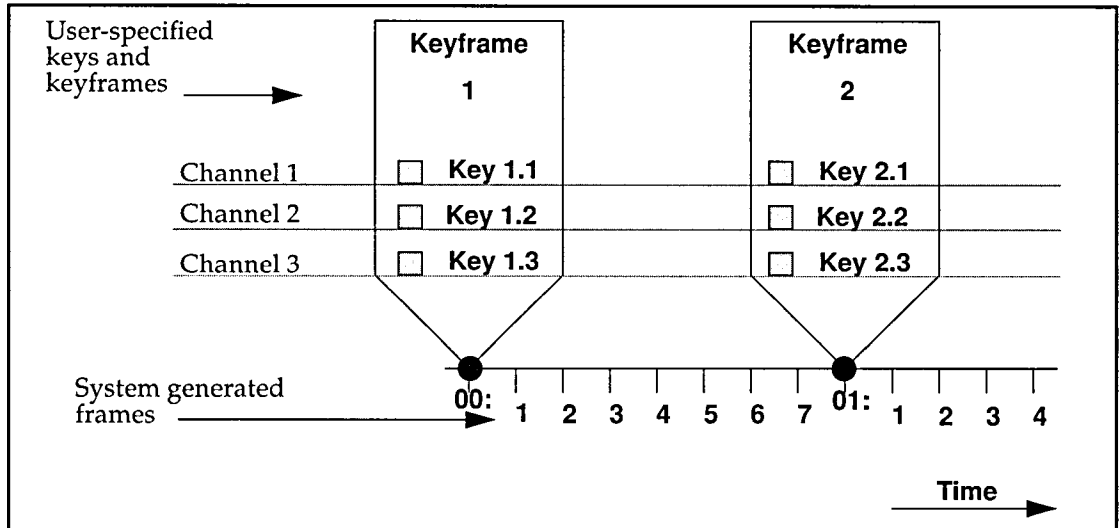 User-specified
keys and
keyframes
Keyframe
1
Keyframe
2
Channel 1
Key 1.1
Key 2.1
Channel 2
Key 1.2
Key 2.2
Channel 3
Key 1.3
Key 2.3
System generated
frames
00: 1 2 3 4 5 6 7 01: 1 2 3 4
Time